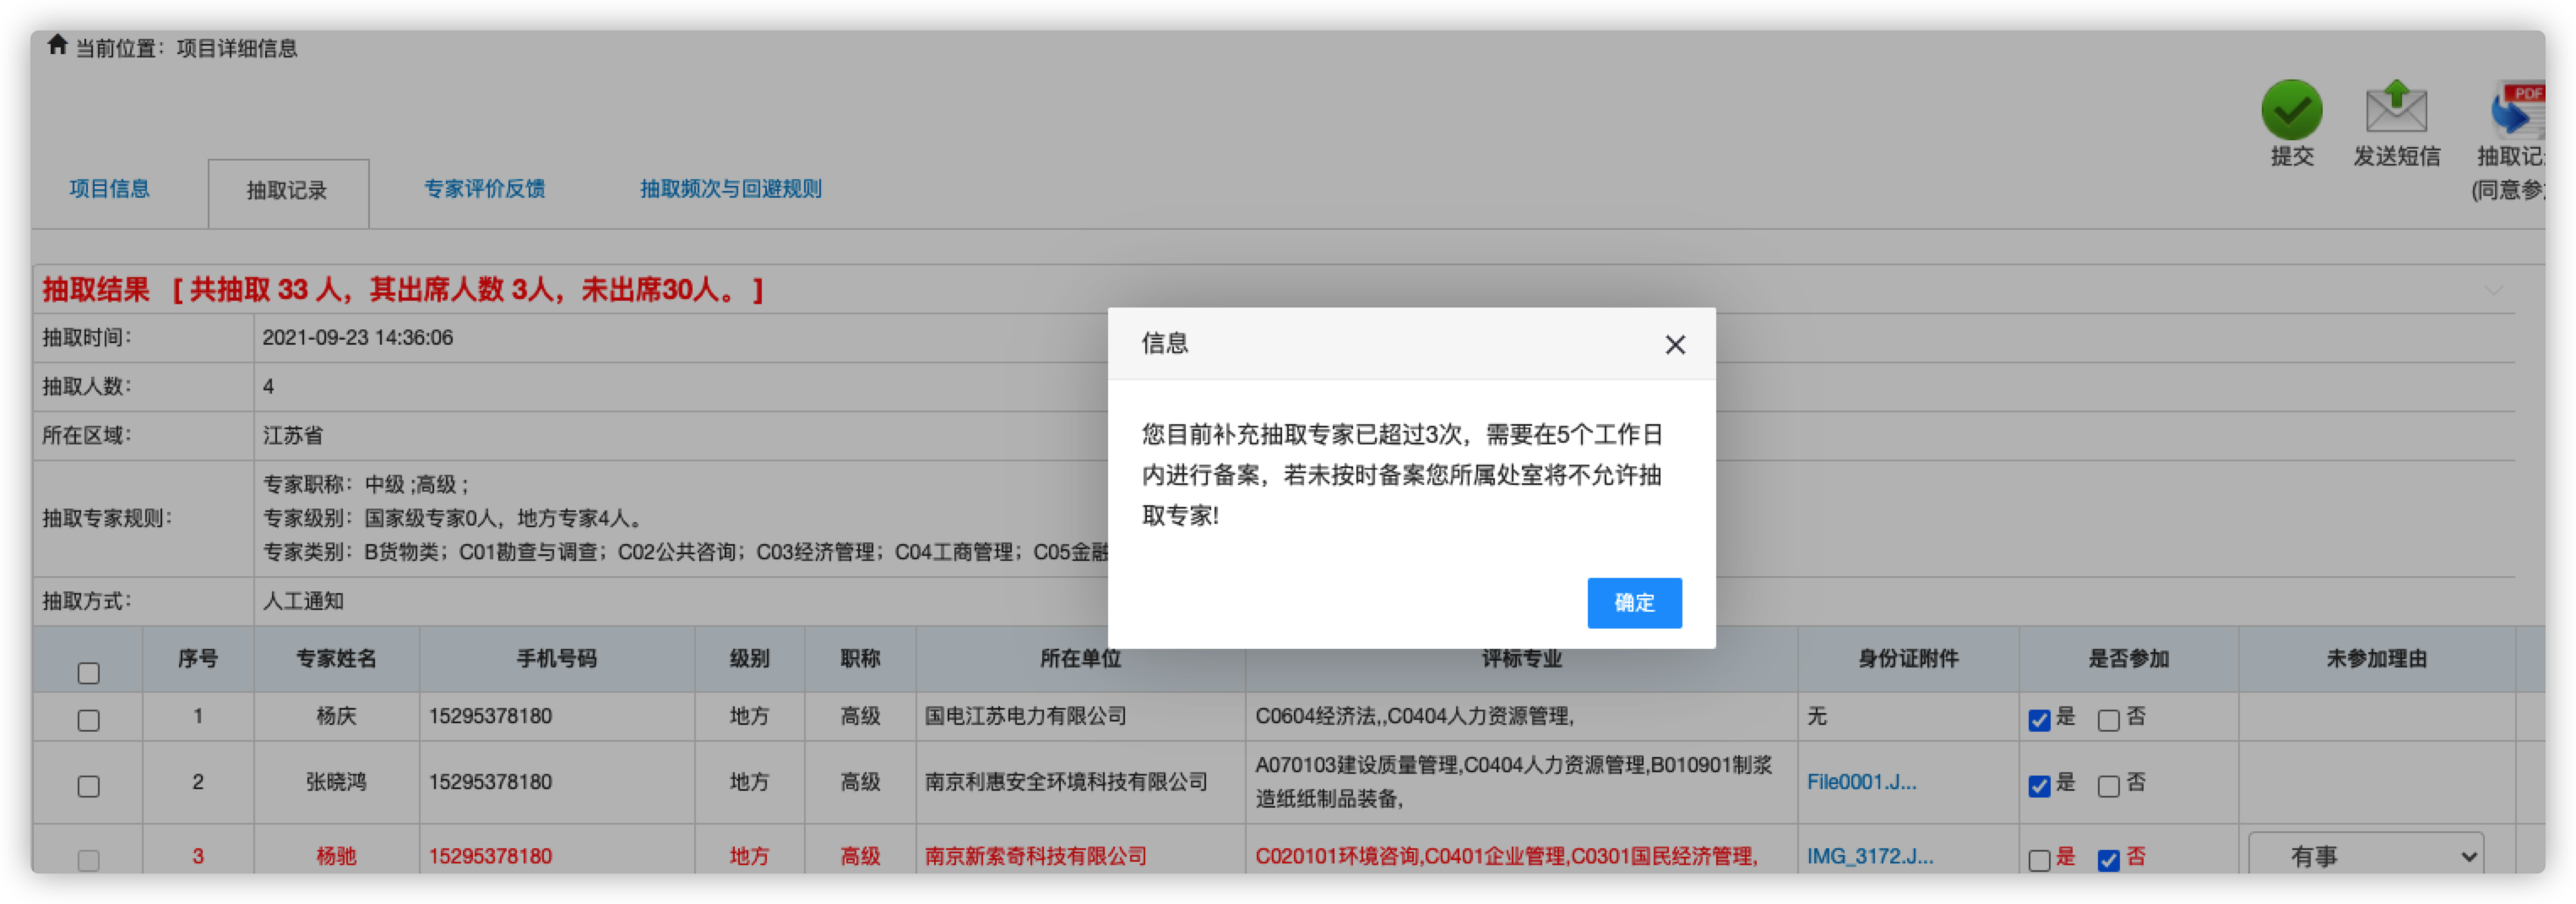 当前位置：项目详细信息
提交
发送短信
PDF
抽取记
(同意参
项目信息
抽取记录
专家评价反馈
抽取频次与回避规则
抽取结果 [ 共抽取 33 人，其出席人数 3人，未出席30人。 ]
抽取时间： 2021-09-23 14:36:06
抽取人数： 4
所在区域： 江苏省
抽取专家规则：
专家职称：中级 ;高级 ;
专家级别：国家级专家0人，地方专家4人。
专家类别：B货物类；C01勘查与调查；C02公共咨询；C03经济管理；C04工商管理；C05金融
抽取方式： 人工通知
信息
您目前补充抽取专家已超过3次，需要在5个工作日
内进行备案，若未按时备案您所属处室将不允许抽
取专家!
确定
序号 专家姓名 手机号码 级别 职称 所在单位 评标专业 身份证附件 是否参加 未参加理由
1 杨庆 15295378180 地方 高级 国电江苏电力有限公司 C0604经济法,,C0404人力资源管理, 无 是 否
2 张晓鸿 15295378180 地方 高级 南京利惠安全环境科技有限公司 A070103建设质量管理,C0404人力资源管理,B010901制浆
造纸纸制品装备, File0001.J... 是 否
3 杨驰 15295378180 地方 高级 南京新索奇科技有限公司 C020101环境咨询,C0401企业管理,C0301国民经济管理, IMG_3172.J... 是 否 有事